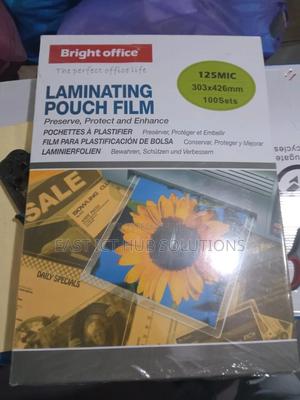 Bright office
The perfect office life
125MIC
303x426mm
100Sets
LAMINATING
POUCH FILM
Preserve, Protect and Enhance
POCHETTES À PLASTIFIER Préserver, Protéger et Embellir
FILM PARA PLASTIFICACIÓN DE BOLSA Conservar, Proteger y Mejorar
LAMINIERFOLIEN Bewahren, Schützen und Verbessern
SALE
BOWLING CLUB
EAST ICT HUB SOLUTIONS
DAILY SPECIALS